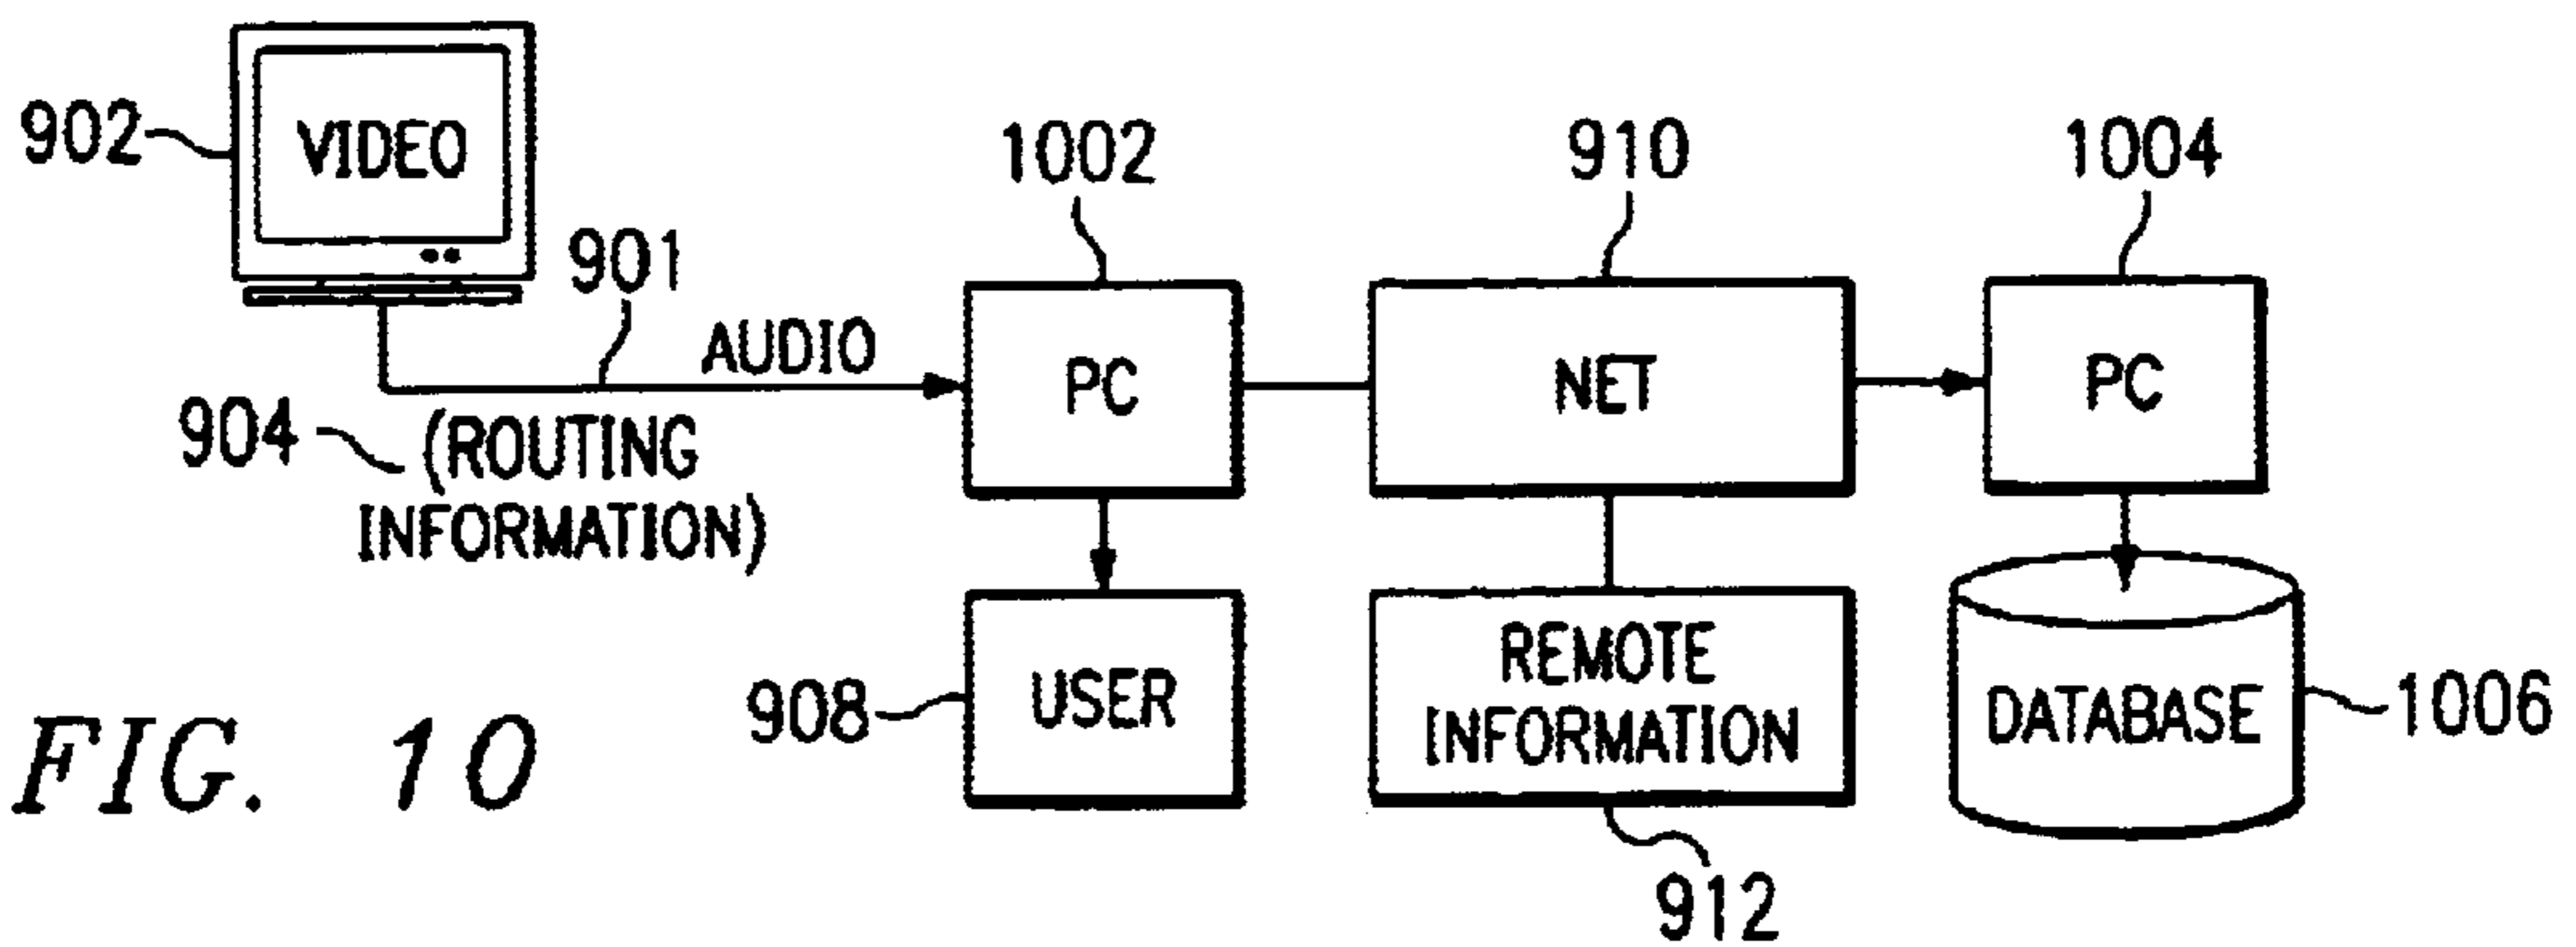 902
VIDEO
901
AUDIO
904
(ROUTING
INFORMATION)
1002
PC
910
NET
1004
PC
908
USER
REMOTE
INFORMATION
912
DATABASE
1006
FIG. 10